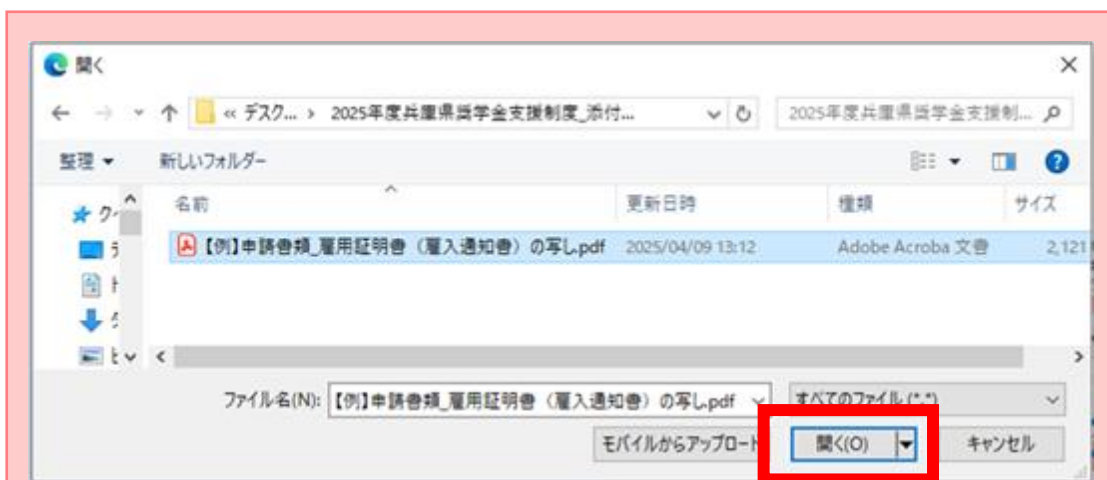 開く
« デスク... › 2025年度兵庫県奨学金支援制度_添付...
2025年度兵庫県奨学金支援制...
整理
新しいフォルダー
名前 更新日時 種類 サイズ
【例】申請書類_雇用証明書（雇入通知書）の写し.pdf 2025/04/09 13:12 Adobe Acroba 文書 2,121
ファイル名(N): 【例】申請書類_雇用証明書（雇入通知書）の写し.pdf
すべてのファイル (*.*)
モバイルからアップロード
開く(O)
キャンセル